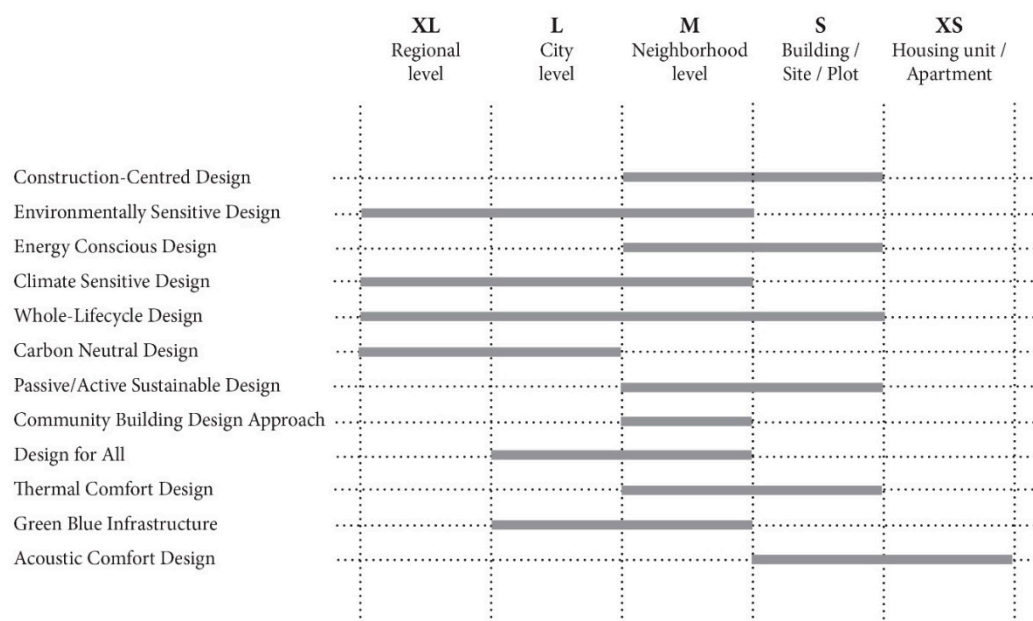 XL L M S XS
Regional City Neighborhood Building / Housing unit /
level level level Site / Plot Apartment
Construction-Centred Design
Environmentally Sensitive Design
Energy Conscious Design
Climate Sensitive Design
Whole-Lifecycle Design
Carbon Neutral Design
Passive/Active Sustainable Design
Community Building Design Approach
Design for All
Thermal Comfort Design
Green Blue Infrastructure
Acoustic Comfort Design